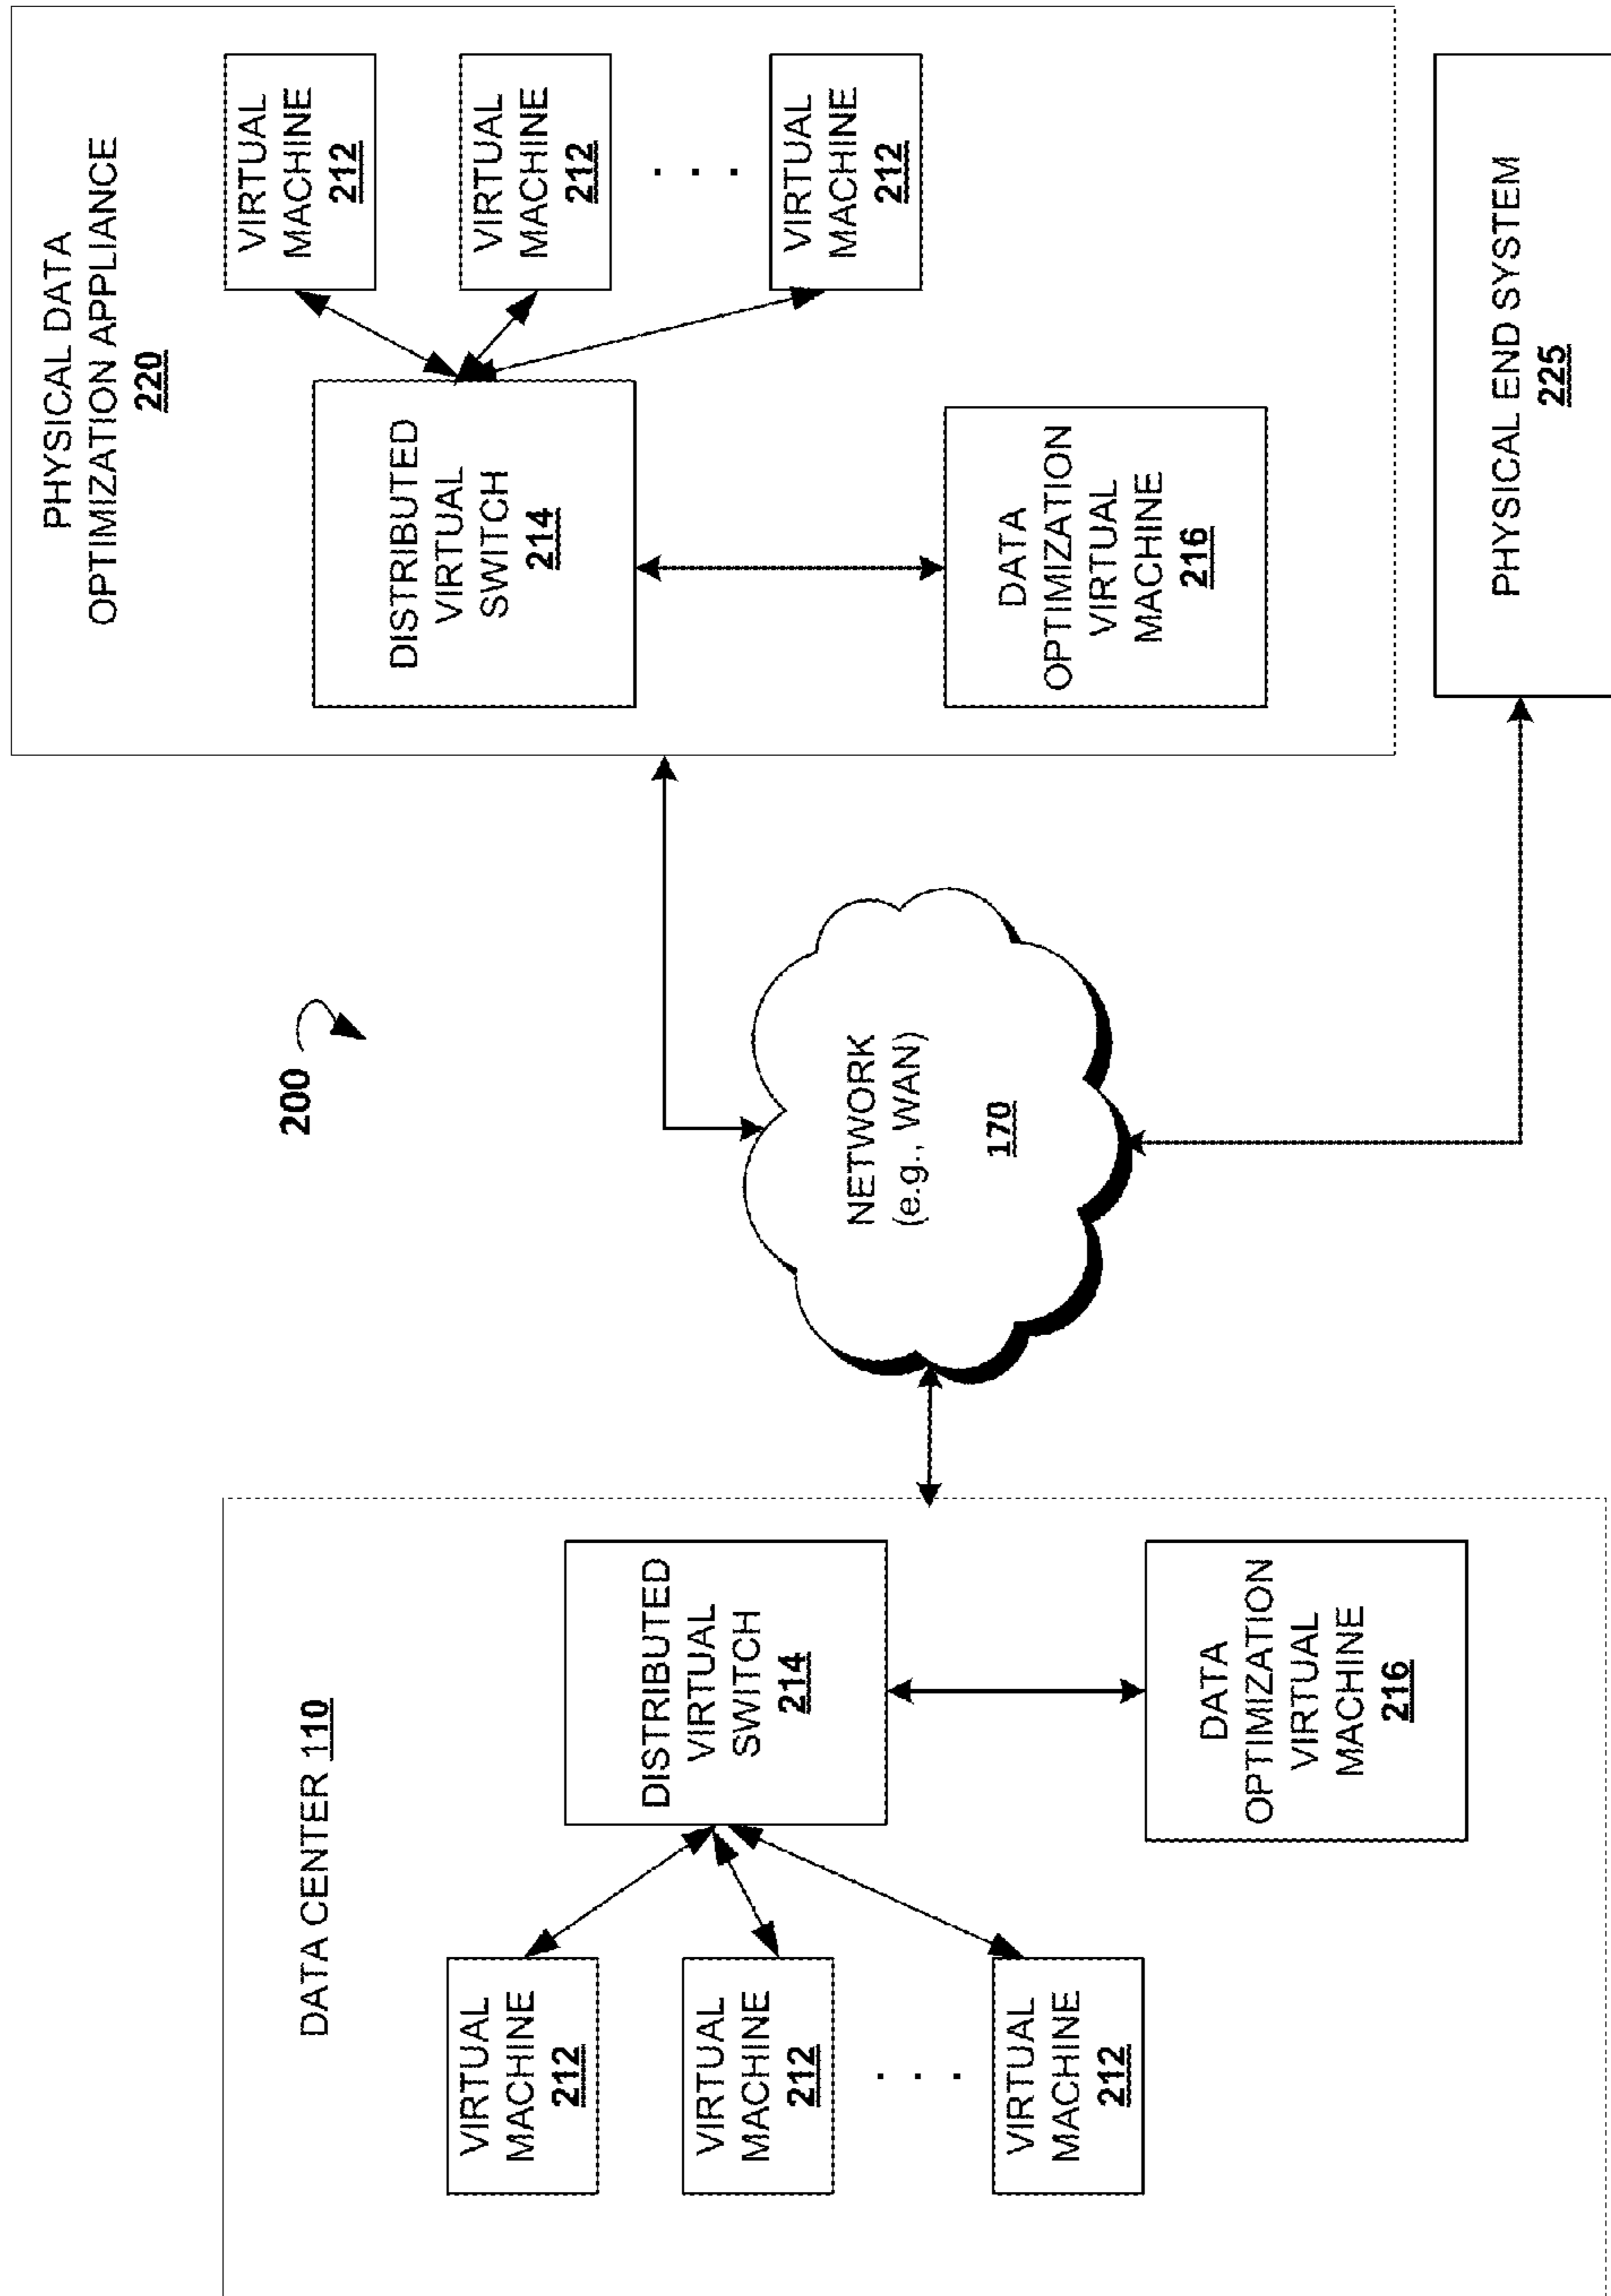 200
DATA CENTER 110
VIRTUAL
MACHINE
212
VIRTUAL
MACHINE
212
. . .
VIRTUAL
MACHINE
212
DISTRIBUTED
VIRTUAL
SWITCH
214
DATA
OPTIMIZATION
VIRTUAL
MACHINE
216
NETWORK
(e.g., WAN)
170
PHYSICAL DATA
OPTIMIZATION APPLIANCE
220
DISTRIBUTED
VIRTUAL
SWITCH
214
VIRTUAL
MACHINE
212
VIRTUAL
MACHINE
212
. . .
VIRTUAL
MACHINE
212
DATA
OPTIMIZATION
VIRTUAL
MACHINE
216
PHYSICAL END SYSTEM
225